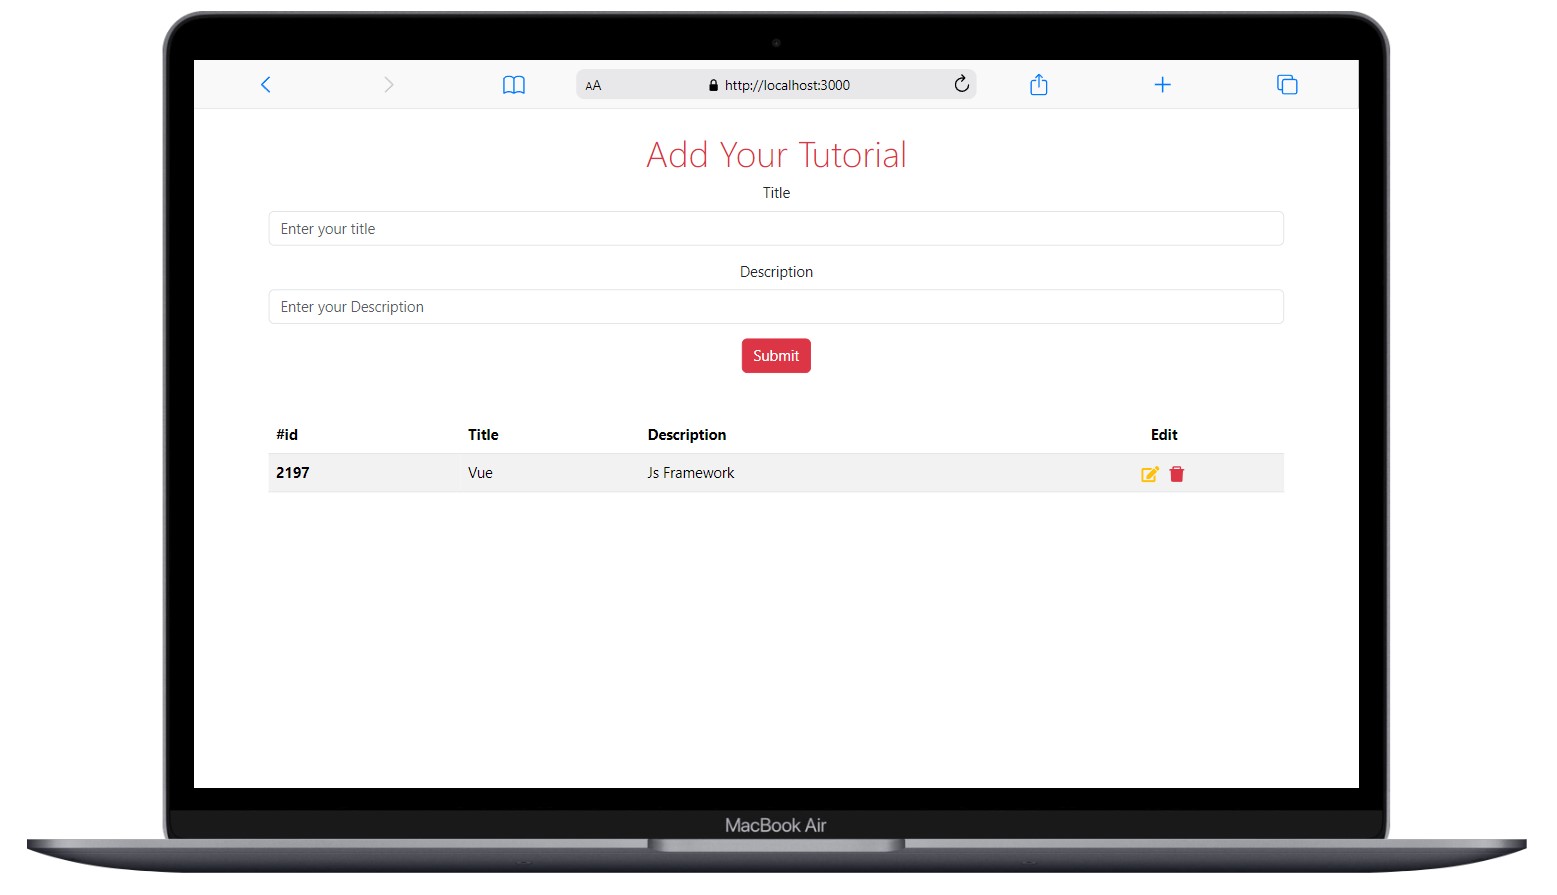 AA http://localhost:3000
Add Your Tutorial
Title
Enter your title
Description
Enter your Description
Submit
#id Title Description Edit
2197 Vue Js Framework
MacBook Air